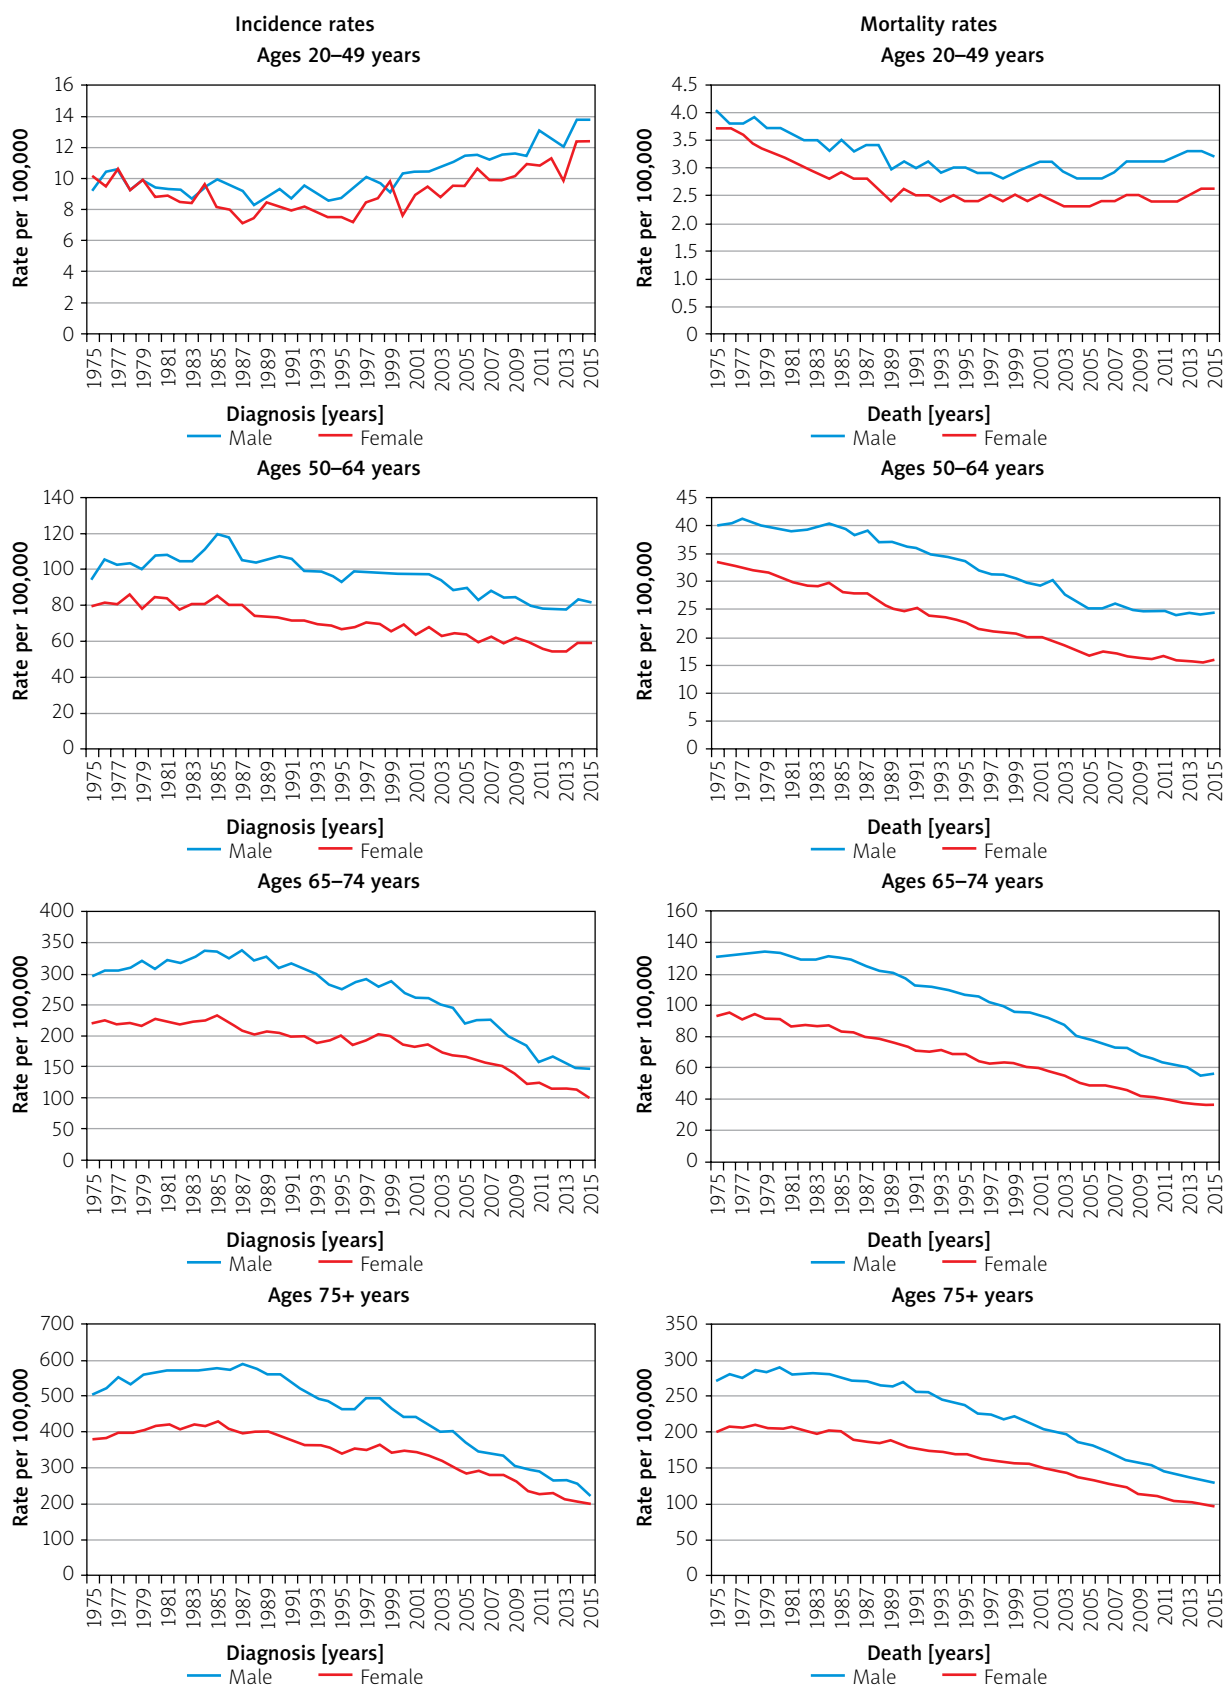 Incidence rates
Ages 20–49 years
Rate per 100,000
16
14
12
10
8
6
4
2
0
1975 1977 1979 1981 1983 1985 1987 1989 1991 1993 1995 1997 1999 2001 2003 2005 2007 2009 2011 2013 2015
Diagnosis [years]
Male Female
Mortality rates
Ages 20–49 years
Rate per 100,000
4.5
4.0
3.5
3.0
2.5
2.0
1.5
1.0
0.5
0
1975 1977 1979 1981 1983 1985 1987 1989 1991 1993 1995 1997 1999 2001 2003 2005 2007 2009 2011 2013 2015
Death [years]
Male Female
Ages 50–64 years
Rate per 100,000
140
120
100
80
60
40
20
0
1975 1977 1979 1981 1983 1985 1987 1989 1991 1993 1995 1997 1999 2001 2003 2005 2007 2009 2011 2013 2015
Diagnosis [years]
Male Female
Ages 50–64 years
Rate per 100,000
45
40
35
30
25
20
15
10
5
0
1975 1977 1979 1981 1983 1985 1987 1989 1991 1993 1995 1997 1999 2001 2003 2005 2007 2009 2011 2013 2015
Death [years]
Male Female
Ages 65–74 years
Rate per 100,000
400
350
300
250
200
150
100
50
0
1975 1977 1979 1981 1983 1985 1987 1989 1991 1993 1995 1997 1999 2001 2003 2005 2007 2009 2011 2013 2015
Diagnosis [years]
Male Female
Ages 65–74 years
Rate per 100,000
160
140
120
100
80
60
40
20
0
1975 1977 1979 1981 1983 1985 1987 1989 1991 1993 1995 1997 1999 2001 2003 2005 2007 2009 2011 2013 2015
Death [years]
Male Female
Ages 75+ years
Rate per 100,000
700
600
500
400
300
200
100
0
1975 1977 1979 1981 1983 1985 1987 1989 1991 1993 1995 1997 1999 2001 2003 2005 2007 2009 2011 2013 2015
Diagnosis [years]
Male Female
Ages 75+ years
Rate per 100,000
350
300
250
200
150
100
50
0
1975 1977 1979 1981 1983 1985 1987 1989 1991 1993 1995 1997 1999 2001 2003 2005 2007 2009 2011 2013 2015
Death [years]
Male Female